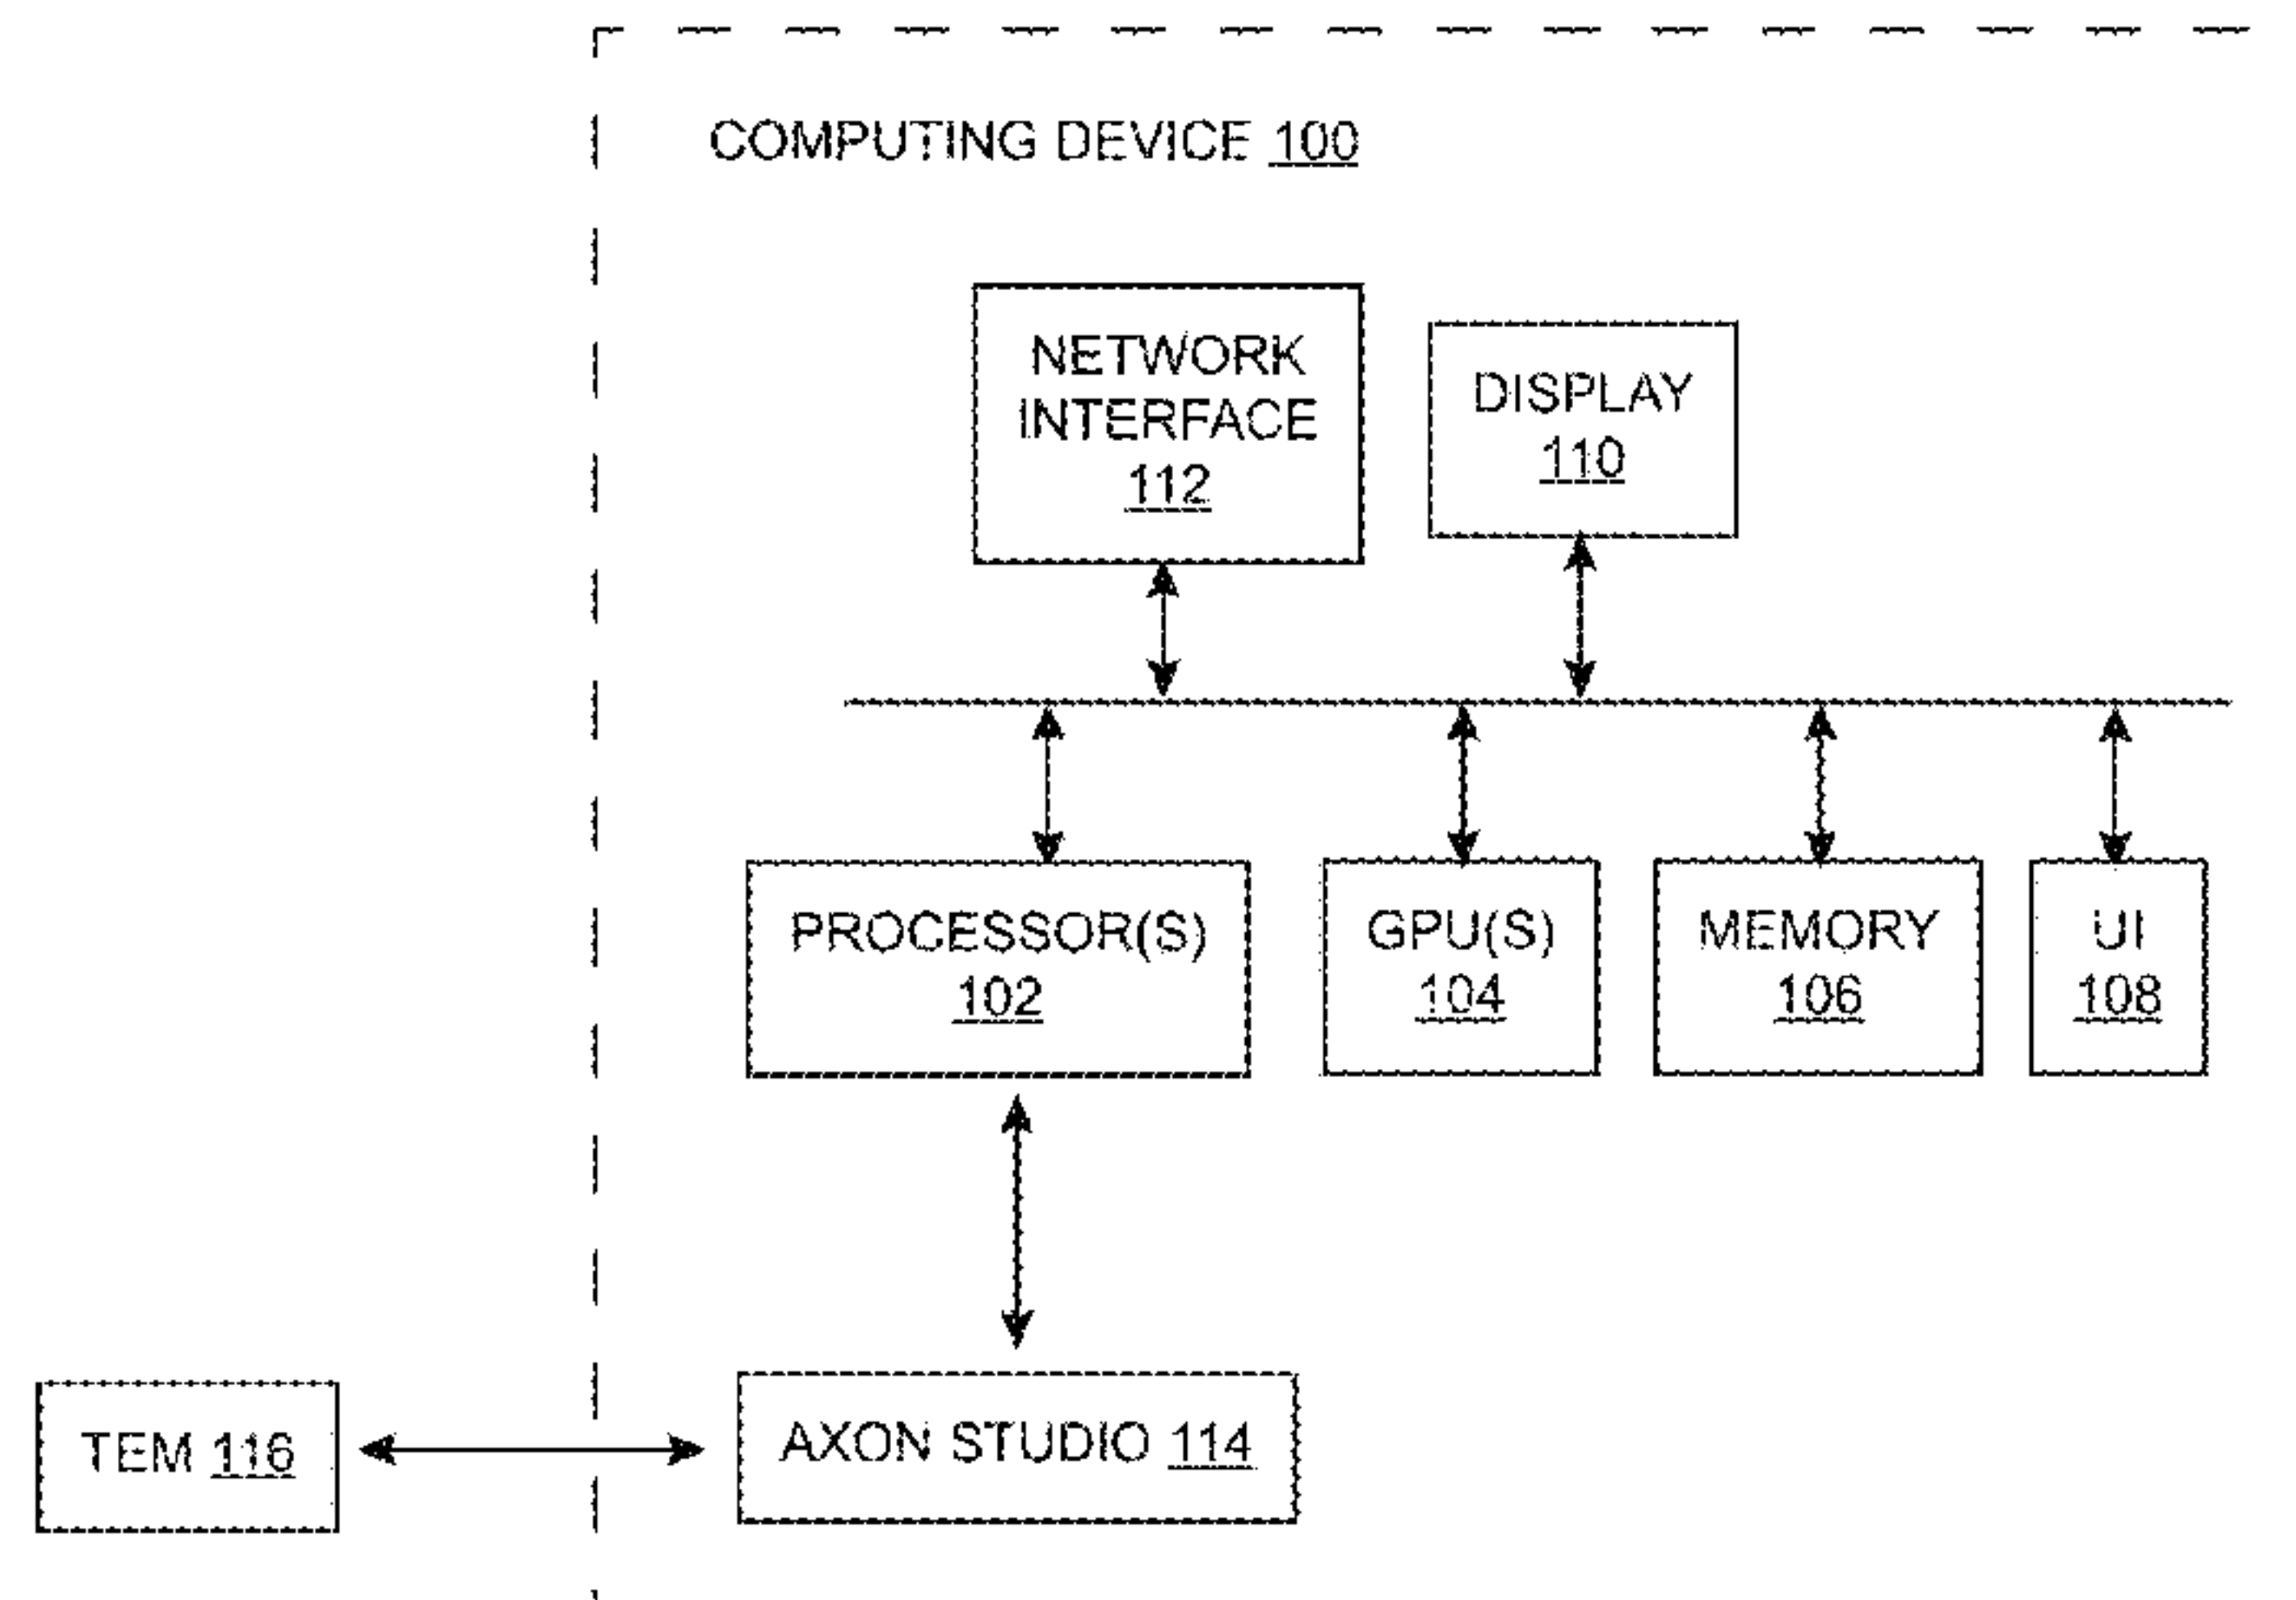 COMPUTING DEVICE 100
NETWORK
INTERFACE
112
DISPLAY
110
PROCESSOR(S)
102
GPU(S)
104
MEMORY
106
UI
108
TEM 116
AXON STUDIO 114